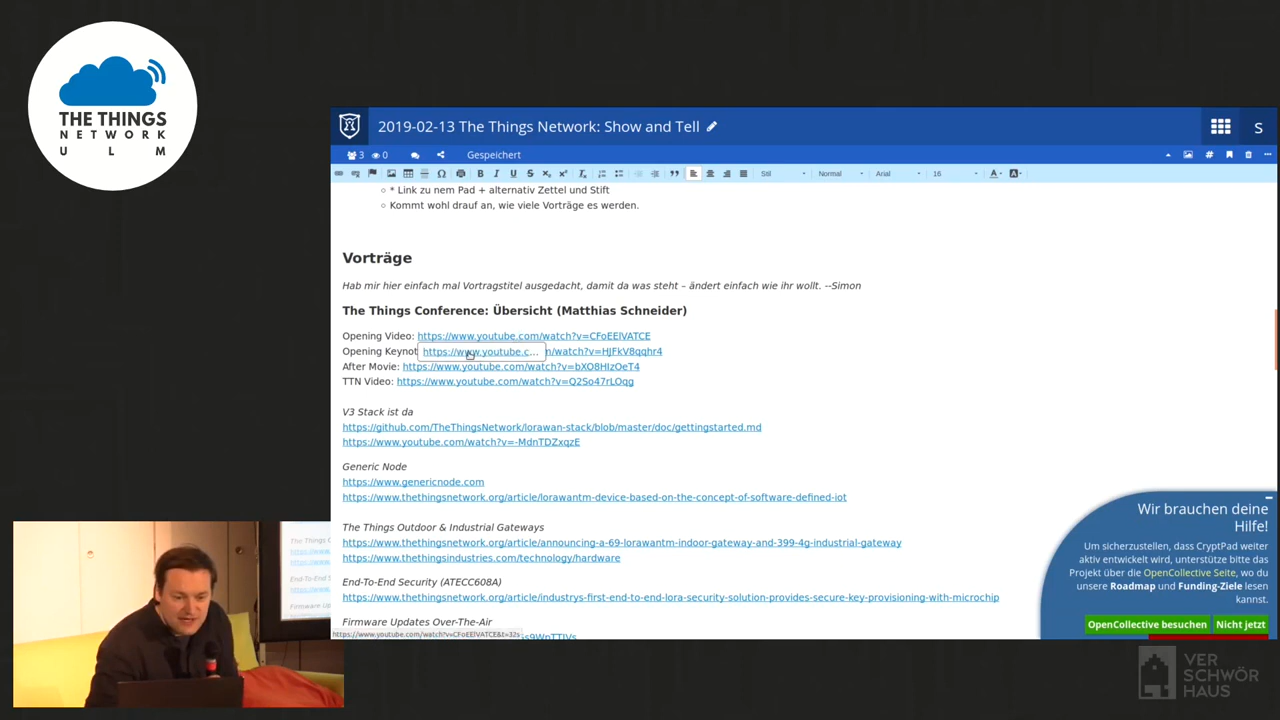 THE THINGS
NETWORK
ULM
2019-02-13 The Things Network: Show and Tell
S
3 0 Gespeichert
Stil Normal Arial 16
* Link zu nem Pad + alternativ Zettel und Stift
Kommt wohl drauf an, wie viele Vorträge es werden.
Vorträge
Hab mir hier einfach mal Vortragstitel ausgedacht, damit da was steht – ändert einfach wie ihr wollt. --Simon
The Things Conference: Übersicht (Matthias Schneider)
Opening Video: https://www.youtube.com/watch?v=CFoEElVATCE
Opening Keynot https://www.youtube.c... m/watch?v=HJFkV8qqhr4
After Movie: https://www.youtube.com/watch?v=bXO8HIzOeT4
TTN Video: https://www.youtube.com/watch?v=Q2So47rLOqg
V3 Stack ist da
https://github.com/TheThingsNetwork/lorawan-stack/blob/master/doc/gettingstarted.md
https://www.youtube.com/watch?v=-MdnTDZxqzE
Generic Node
https://www.genericnode.com
https://www.thethingsnetwork.org/article/lorawantm-device-based-on-the-concept-of-software-defined-iot
The Things Outdoor & Industrial Gateways
https://www.thethingsnetwork.org/article/announcing-a-69-lorawantm-indoor-gateway-and-399-4g-industrial-gateway
https://www.thethingsindustries.com/technology/hardware
End-To-End Security (ATECC608A)
https://www.thethingsnetwork.org/article/industrys-first-end-to-end-lora-security-solution-provides-secure-key-provisioning-with-microchip
Firmware Updates Over-The-Air
https://www.youtube.com/watch?v=CFoEElVATCE&t=32s
Wir brauchen deine
Hilfe!
Um sicherzustellen, dass CryptPad weiter
aktiv entwickelt wird, unterstütze bitte das
Projekt über die OpenCollective Seite, wo du
unsere Roadmap und Funding-Ziele lesen
kannst.
OpenCollective besuchen Nicht jetzt
VER
SCHWÖR
HAUS